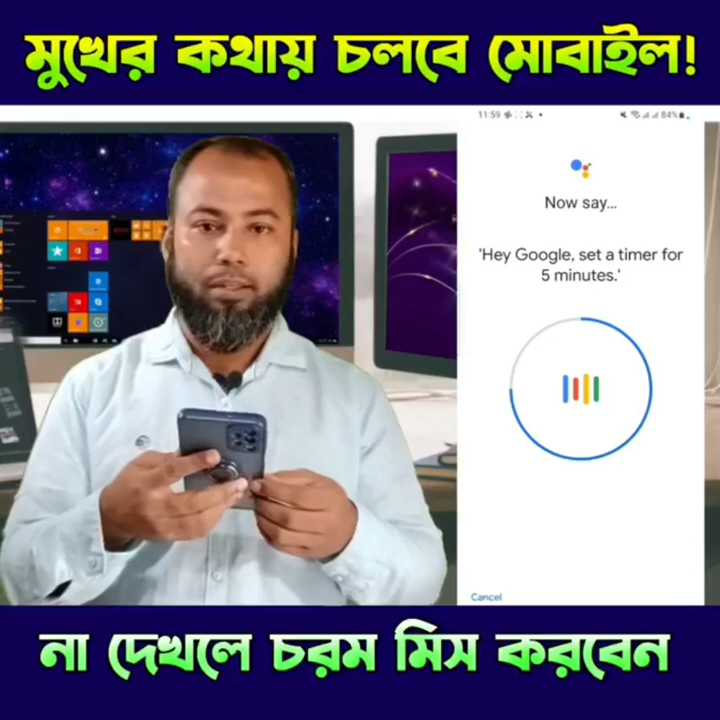 মুখের কথায় চলবে মোবাইল!
11:59
84%
Now say...
'Hey Google, set a timer for
5 minutes.'
Cancel
না দেখলে চরম মিস করবেন